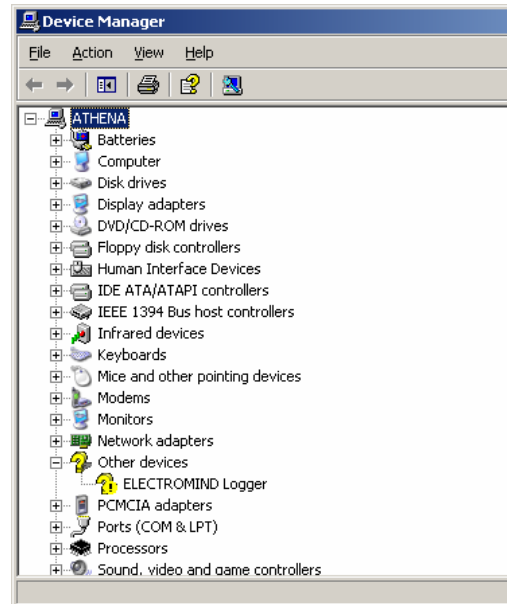 Device Manager
File Action View Help
ATHENA
Batteries
Computer
Disk drives
Display adapters
DVD/CD-ROM drives
Floppy disk controllers
Human Interface Devices
IDE ATA/ATAPI controllers
IEEE 1394 Bus host controllers
Infrared devices
Keyboards
Mice and other pointing devices
Modems
Monitors
Network adapters
Other devices
ELECTROMIND Logger
PCMCIA adapters
Ports (COM & LPT)
Processors
Sound, video and game controllers